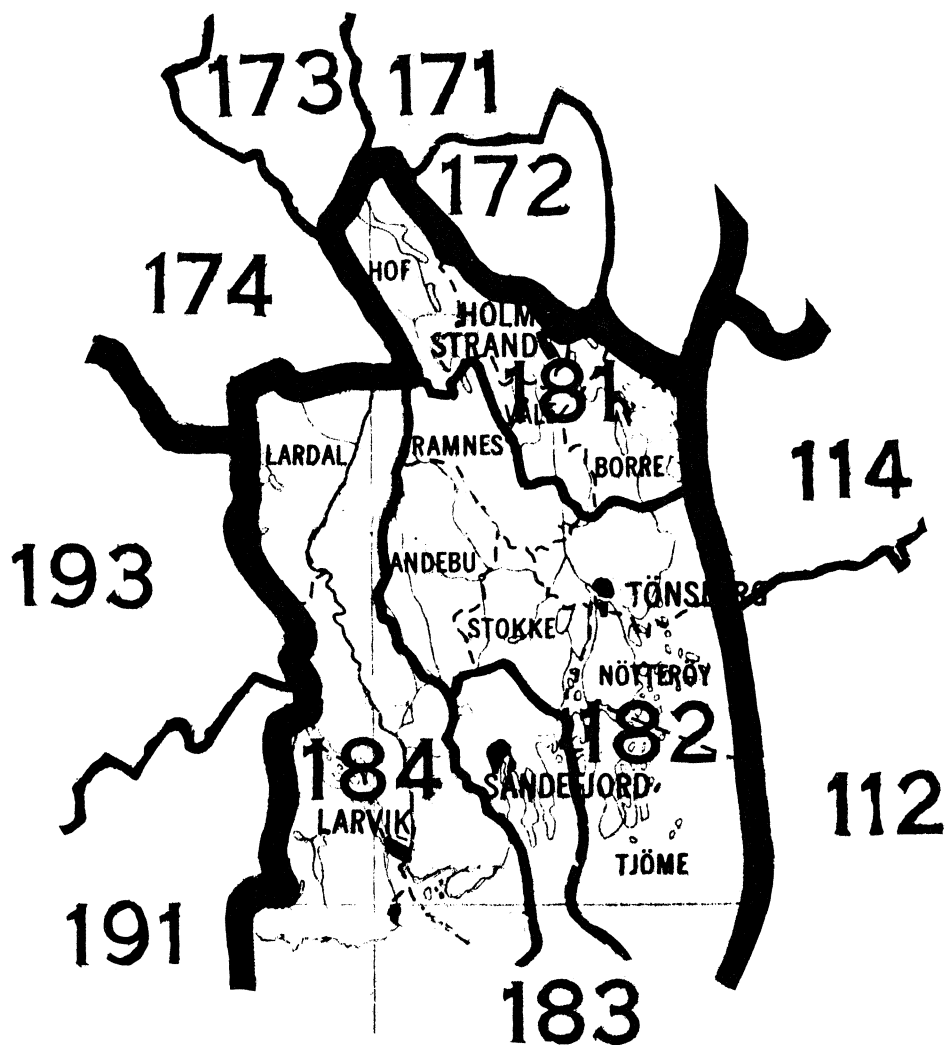 173
171
172
174
HOF
HOLM
STRAND
181
VÅLE
LARDAL
RAMNES
BORRE
114
193
ANDEBU
TÖNSBERG
STOKKE
NÖTTERÖY
182
184
SANDEFJORD
112
LARVIK
TJÖME
191
183